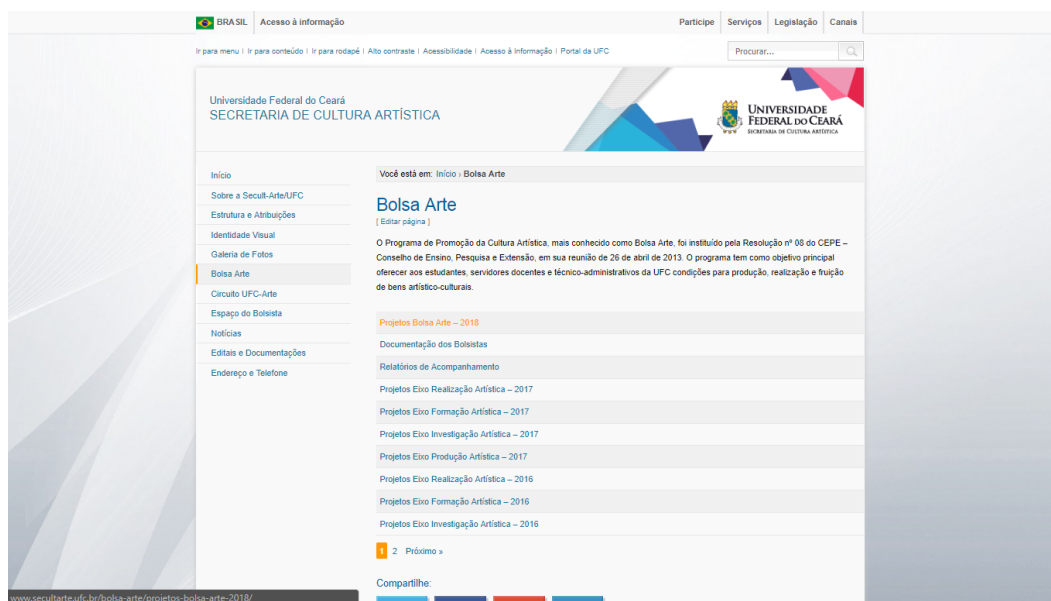 BRASIL Acesso à informação Participe Serviços Legislação Canais
Ir para menu | Ir para conteúdo | Ir para rodapé | Alto contraste | Acessibilidade | Acesso à Informação | Portal da UFC
Procurar...
Universidade Federal do Ceará
SECRETARIA DE CULTURA ARTÍSTICA
UNIVERSIDADE
FEDERAL DO CEARÁ
SECRETARIA DE CULTURA ARTÍSTICA
Início
Sobre a Secult-Arte/UFC
Estrutura e Atribuições
Identidade Visual
Galeria de Fotos
Bolsa Arte
Circuito UFC-Arte
Espaço do Bolsista
Notícias
Editais e Documentações
Endereço e Telefone
Você está em: Início › Bolsa Arte
Bolsa Arte
[ Editar página ]
O Programa de Promoção da Cultura Artística, mais conhecido como Bolsa Arte, foi instituído pela Resolução nº 08 do CEPE –
Conselho de Ensino, Pesquisa e Extensão, em sua reunião de 26 de abril de 2013. O programa tem como objetivo principal
oferecer aos estudantes, servidores docentes e técnico-administrativos da UFC condições para produção, realização e fruição
de bens artístico-culturais.
Projetos Bolsa Arte – 2018
Documentação dos Bolsistas
Relatórios de Acompanhamento
Projetos Eixo Realização Artística – 2017
Projetos Eixo Formação Artística – 2017
Projetos Eixo Investigação Artística – 2017
Projetos Eixo Produção Artística – 2017
Projetos Eixo Realização Artística – 2016
Projetos Eixo Formação Artística – 2016
Projetos Eixo Investigação Artística – 2016
1 2 Próximo »
Compartilhe:
www.secultarte.ufc.br/bolsa-arte/projetos-bolsa-arte-2018/